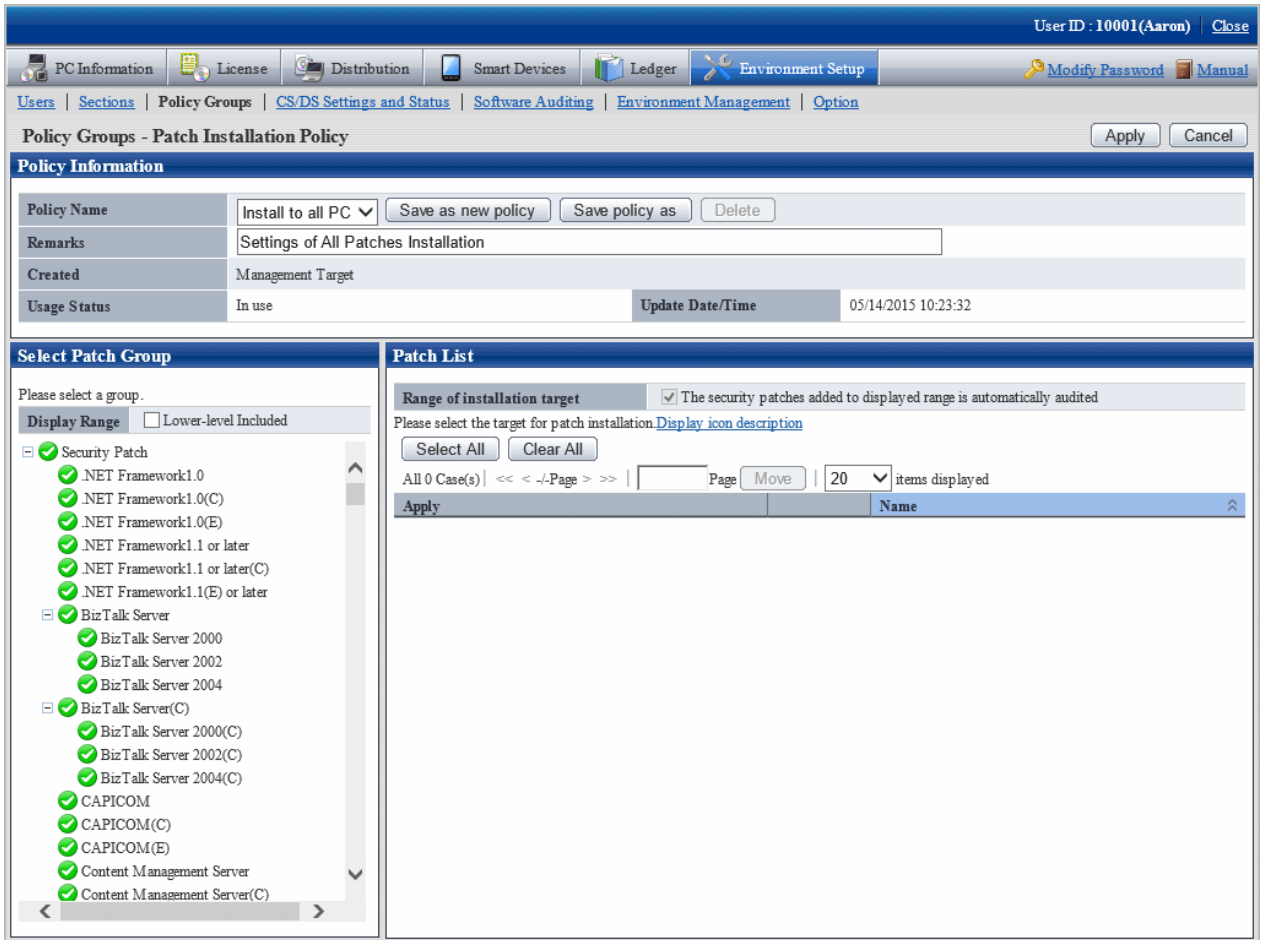 User ID : 10001(Aaron) Close
PC Information License Distribution Smart Devices Ledger Environment Setup Modify Password Manual
Users | Sections | Policy Groups | CS/DS Settings and Status | Software Auditing | Environment Management | Option
Policy Groups - Patch Installation Policy Apply Cancel
Policy Information
Policy Name Install to all PC Save as new policy Save policy as Delete
Remarks Settings of All Patches Installation
Created Management Target
Usage Status In use Update Date/Time 05/14/2015 10:23:32
Select Patch Group
Please select a group.
Display Range Lower-level Included
Security Patch
.NET Framework1.0
.NET Framework1.0(C)
.NET Framework1.0(E)
.NET Framework1.1 or later
.NET Framework1.1 or later(C)
.NET Framework1.1(E) or later
BizTalk Server
BizTalk Server 2000
BizTalk Server 2002
BizTalk Server 2004
BizTalk Server(C)
BizTalk Server 2000(C)
BizTalk Server 2002(C)
BizTalk Server 2004(C)
CAPICOM
CAPICOM(C)
CAPICOM(E)
Content Management Server
Content Management Server(C)
Patch List
Range of installation target The security patches added to displayed range is automatically audited
Please select the target for patch installation.Display icon description
Select All Clear All
All 0 Case(s) | << < -/-Page > >> | Page Move | 20 items displayed
Apply Name